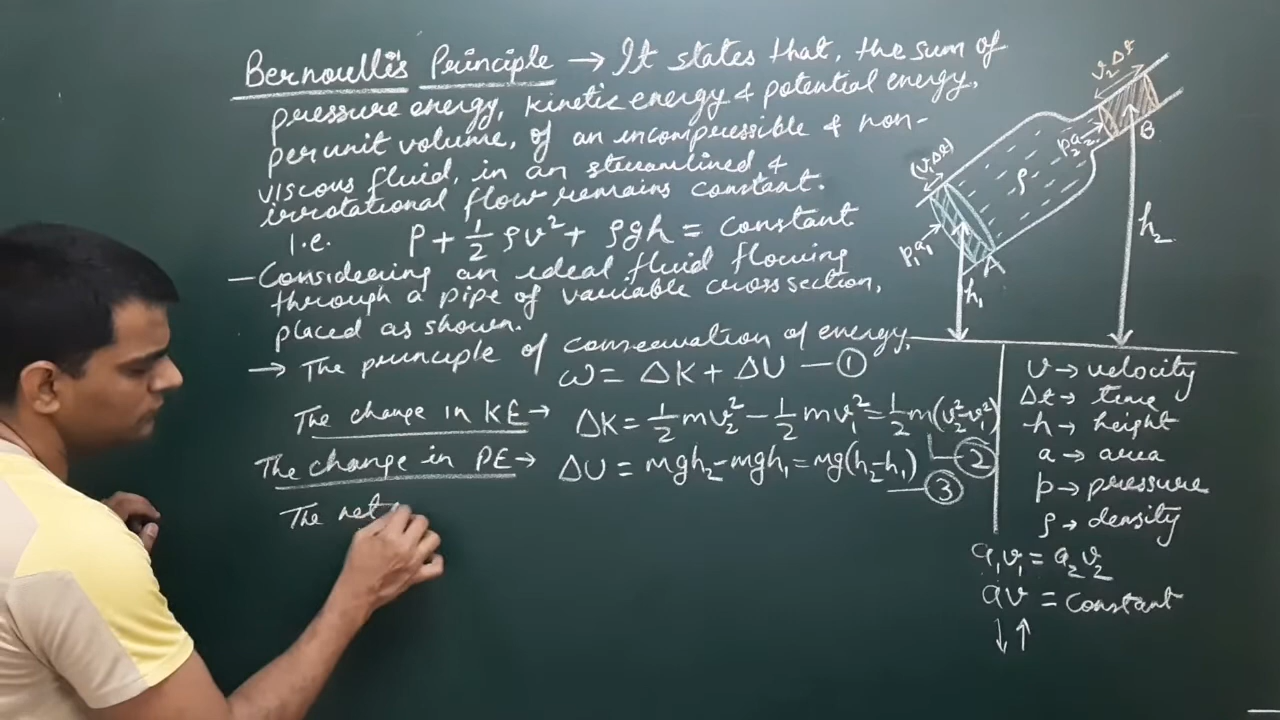 Bernoulli's Principle → It states that, the sum of
pressure energy, kinetic energy & potential energy,
per unit volume, of an incompressible & non-
viscous fluid, in an streamlined &
irrotational flow remains constant.
i.e. P + 1/2 ρv² + ρgh = constant
– Considering an ideal fluid flowing
through a pipe of variable cross section,
placed as shown.
→ The principle of conservation of energy,
ω = ΔK + ΔU — ①
The change in KE → ΔK = 1/2 mv₂² – 1/2 mv₁² = 1/2 m(v₂²-v₁²) — ②
The change in PE → ΔU = mgh₂ – mgh₁ = mg(h₂-h₁) — ③
The net
v₂Δt
B
p₂a₂
(v₁Δt)
ρ
p₁a₁
A
h₁
h₂
v → velocity
Δt → time
h → height
a → area
p → pressure
ρ → density
a₁v₁ = a₂v₂
av = constant
↓ ↑